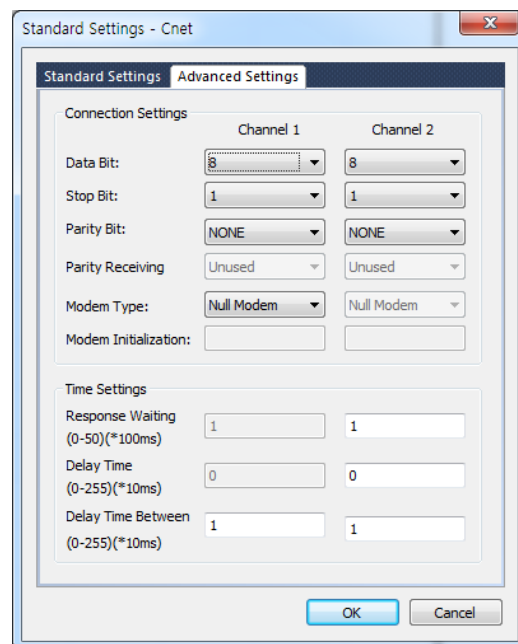 Standard Settings - Cnet
Standard Settings Advanced Settings
Connection Settings
Channel 1 Channel 2
Data Bit: 8 8
Stop Bit: 1 1
Parity Bit: NONE NONE
Parity Receiving Unused Unused
Modem Type: Null Modem Null Modem
Modem Initialization:
Time Settings
Response Waiting
(0-50)(*100ms) 1 1
Delay Time
(0-255)(*10ms) 0 0
Delay Time Between
(0-255)(*10ms) 1 1
OK Cancel